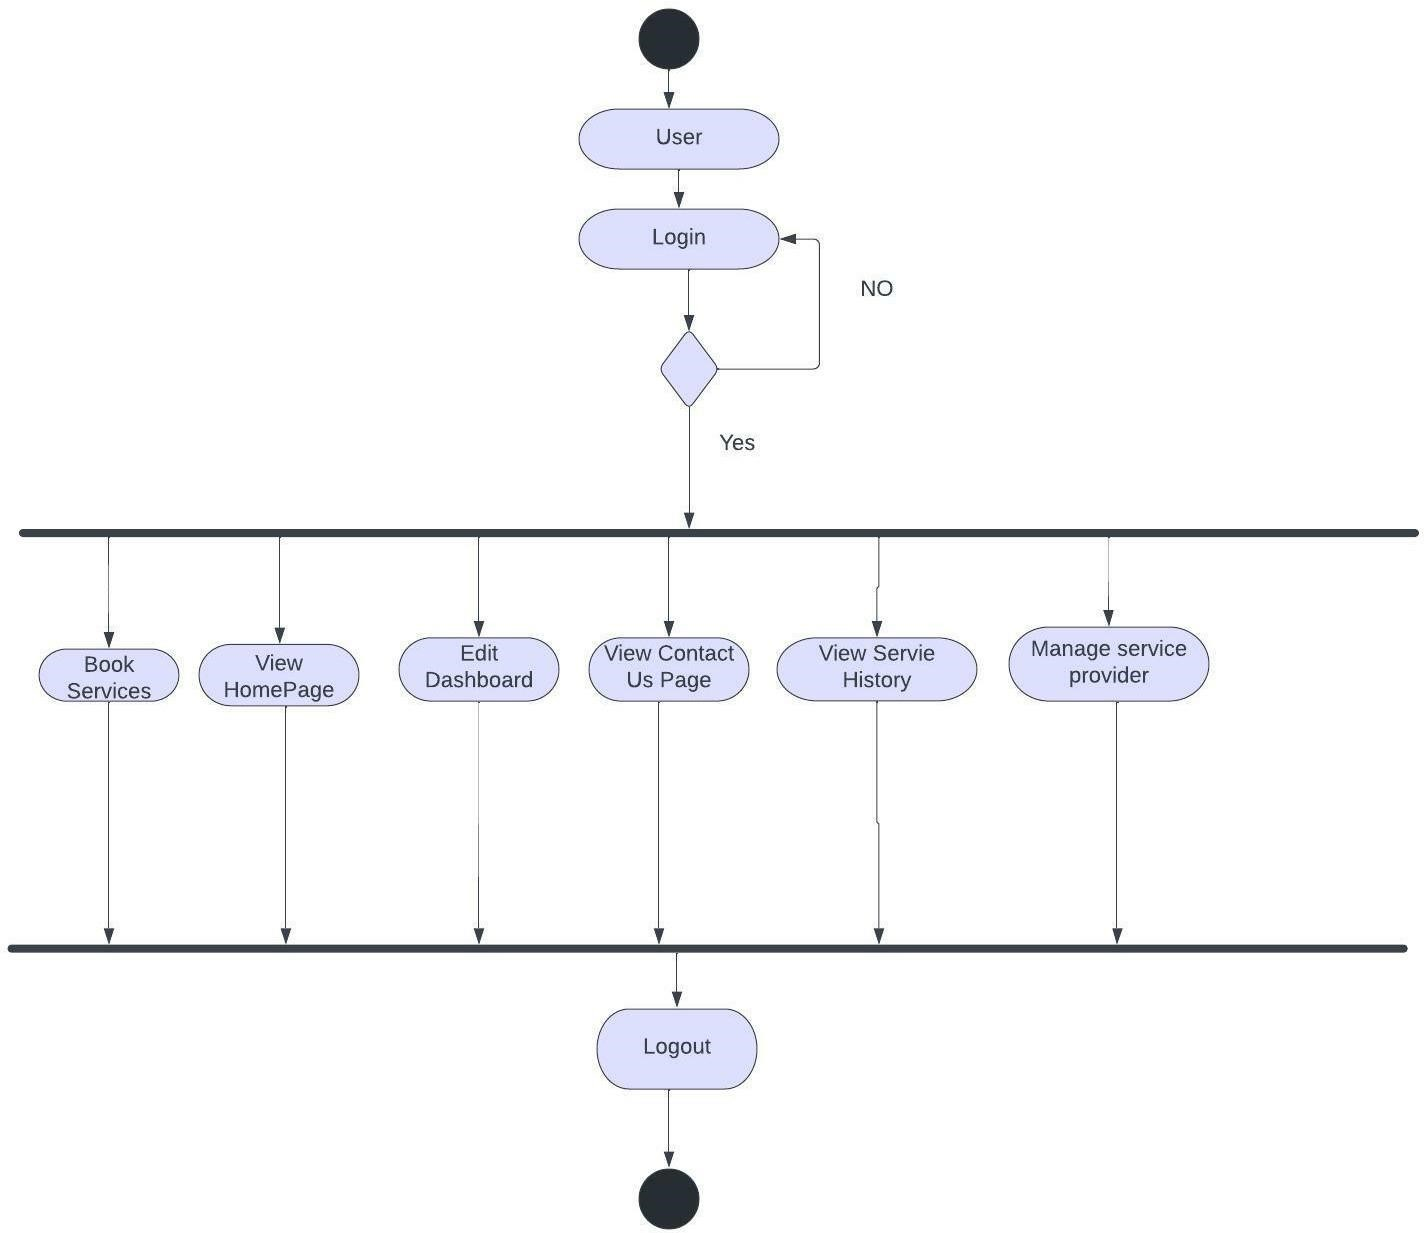 User
Login
NO
Yes
Book
Services
View
HomePage
Edit
Dashboard
View Contact
Us Page
View Servie
History
Manage service
provider
Logout